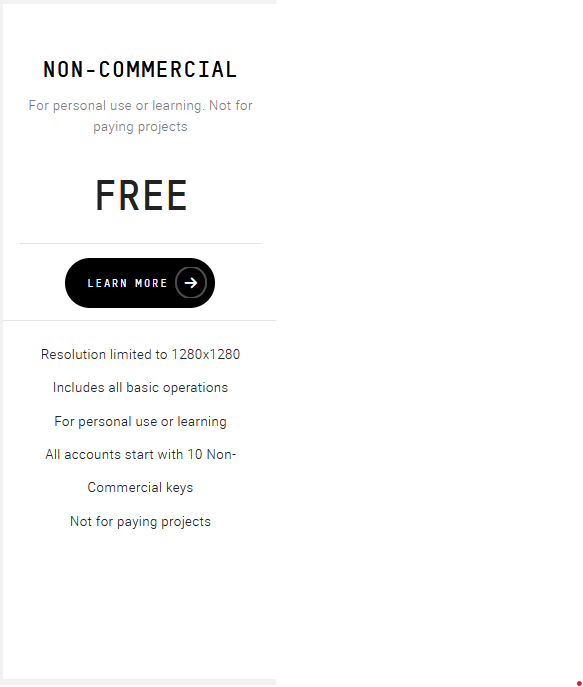 NON-COMMERCIAL
For personal use or learning. Not for
paying projects
FREE
LEARN MORE
Resolution limited to 1280x1280
Includes all basic operations
For personal use or learning
All accounts start with 10 Non-
Commercial keys
Not for paying projects